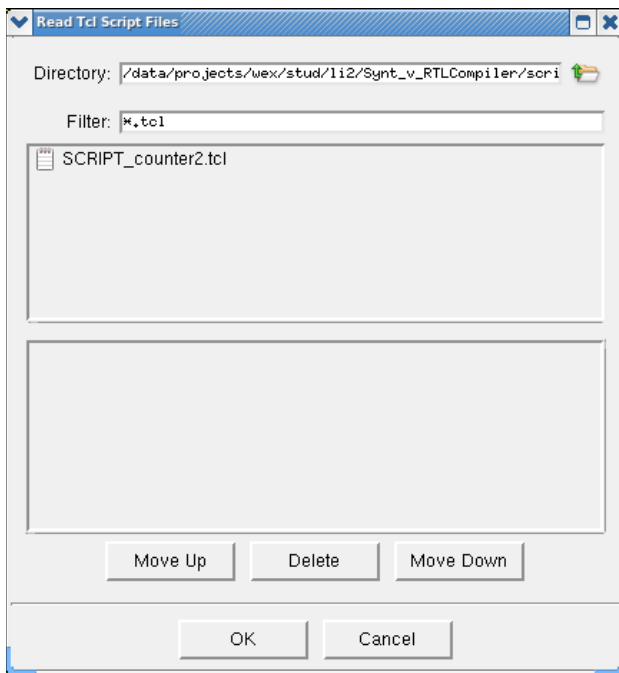 Read Tcl Script Files
Directory: /data/projects/wex/stud/li2/Synt_v_RTLCompiler/scri
Filter: *.tcl
SCRIPT_counter2.tcl
Move Up Delete Move Down
OK Cancel